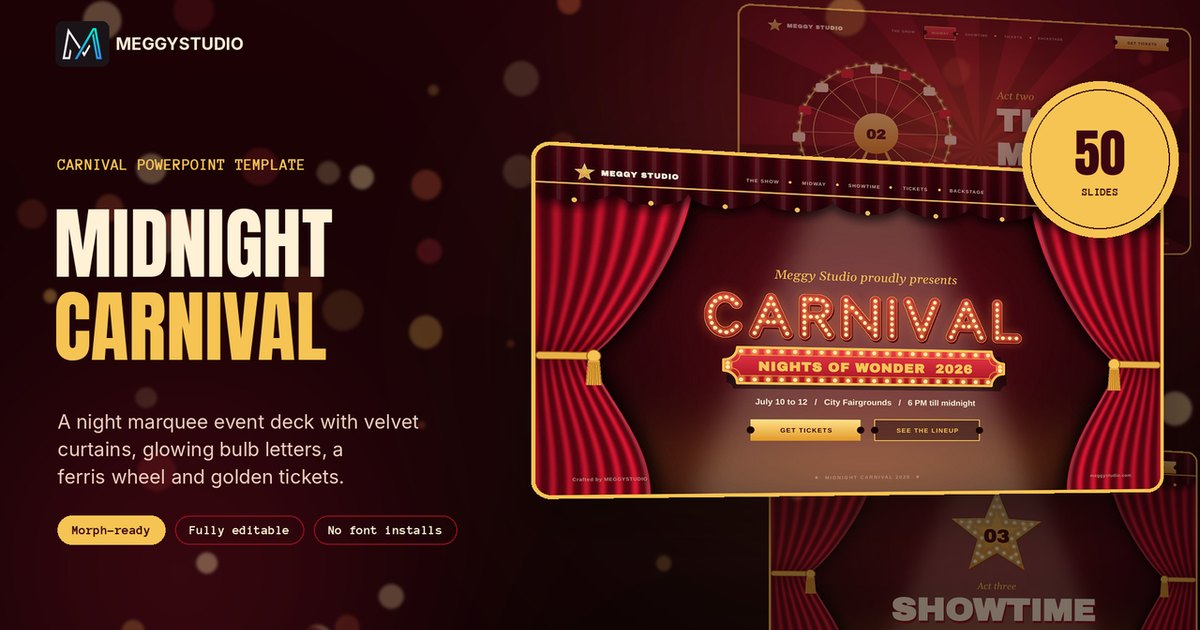 MEGGYSTUDIO
CARNIVAL POWERPOINT TEMPLATE
MIDNIGHT
CARNIVAL
A night marquee event deck with velvet
curtains, glowing bulb letters, a
ferris wheel and golden tickets.
Morph-ready
Fully editable
No font installs
MEGGY STUDIO
THE SHOW MIDWAY SHOWTIME TICKETS BACKSTAGE
GET TICKETS
02
Act two
50
SLIDES
MEGGY STUDIO
THE SHOW • MIDWAY • SHOWTIME • TICKETS • BACKSTAGE
Meggy Studio proudly presents
CARNIVAL
NIGHTS OF WONDER 2026
July 10 to 12 / City Fairgrounds / 6 PM till midnight
GET TICKETS
SEE THE LINEUP
Crafted by MEGGYSTUDIO
★ MIDNIGHT CARNIVAL 2026 ★
meggystudio.com
03
Act three
SHOWTIME